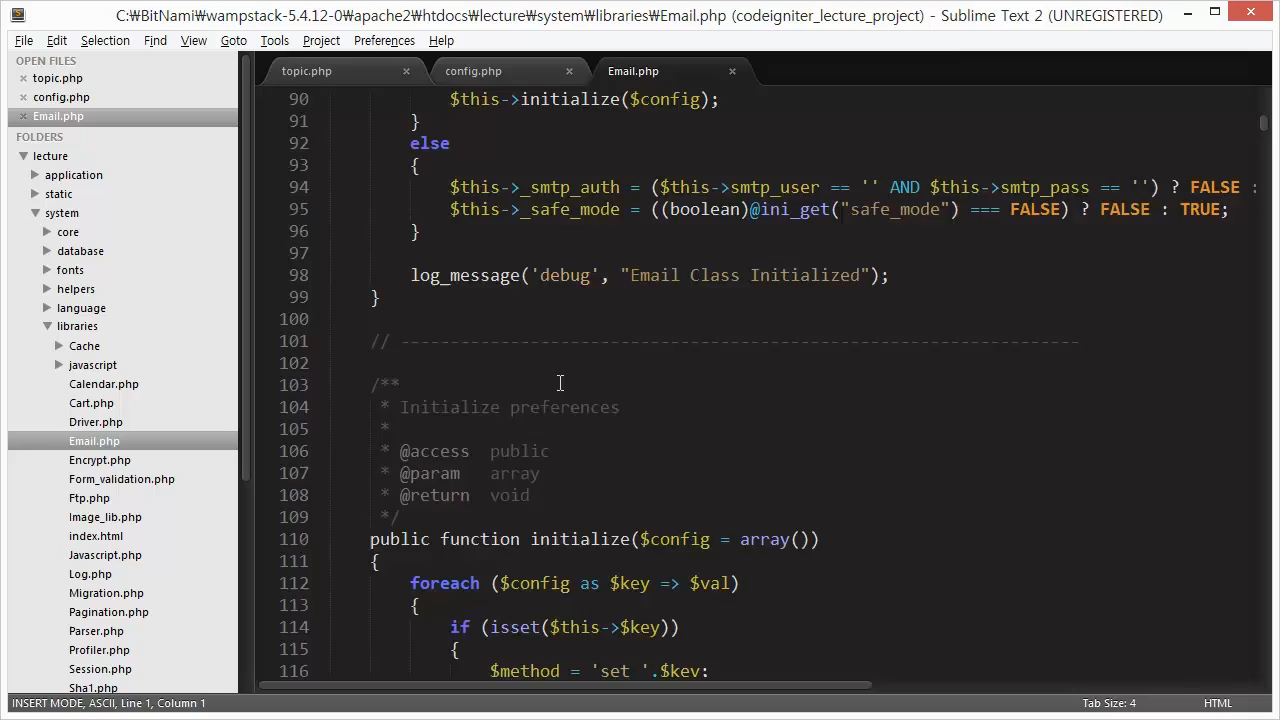 C:₩BitNami₩wampstack-5.4.12-0₩apache2₩htdocs₩lecture₩system₩libraries₩Email.php (codeigniter_lecture_project) - Sublime Text 2 (UNREGISTERED)
File Edit Selection Find View Goto Tools Project Preferences Help
OPEN FILES
topic.php
config.php
Email.php
FOLDERS
lecture
application
static
system
core
database
fonts
helpers
language
libraries
Cache
javascript
Calendar.php
Cart.php
Driver.php
Email.php
Encrypt.php
Form_validation.php
Ftp.php
Image_lib.php
index.html
Javascript.php
Log.php
Migration.php
Pagination.php
Parser.php
Profiler.php
Session.php
Sha1.php
topic.php config.php Email.php
90 $this->initialize($config);
91 }
92 else
93 {
94 $this->_smtp_auth = ($this->smtp_user == '' AND $this->smtp_pass == '') ? FALSE :
95 $this->_safe_mode = ((boolean)@ini_get("safe_mode") === FALSE) ? FALSE : TRUE;
96 }
97
98 log_message('debug', "Email Class Initialized");
99 }
100
101 // --------------------------------------------------------------------
102
103 /**
104 * Initialize preferences
105 *
106 * @access public
107 * @param array
108 * @return void
109 */
110 public function initialize($config = array())
111 {
112 foreach ($config as $key => $val)
113 {
114 if (isset($this->$key))
115 {
116 $method = 'set_'.$key;
INSERT MODE, ASCII, Line 1, Column 1 Tab Size: 4 HTML